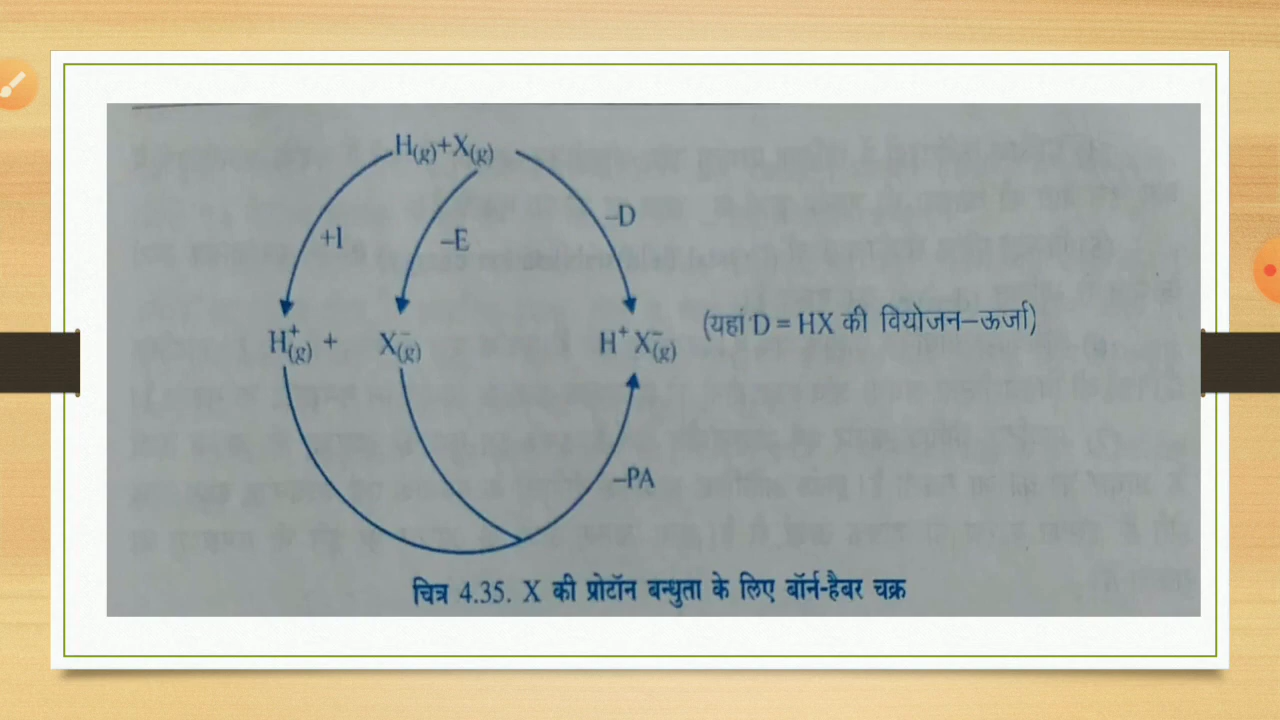 H(g)+X(g)
+I
–E
–D
H⁺(g) + X⁻(g)
H⁺X⁻(g)
(यहां D = HX की वियोजन–ऊर्जा)
–PA
चित्र 4.35. X की प्रोटॉन बन्धुता के लिए बॉर्न-हैबर चक्र